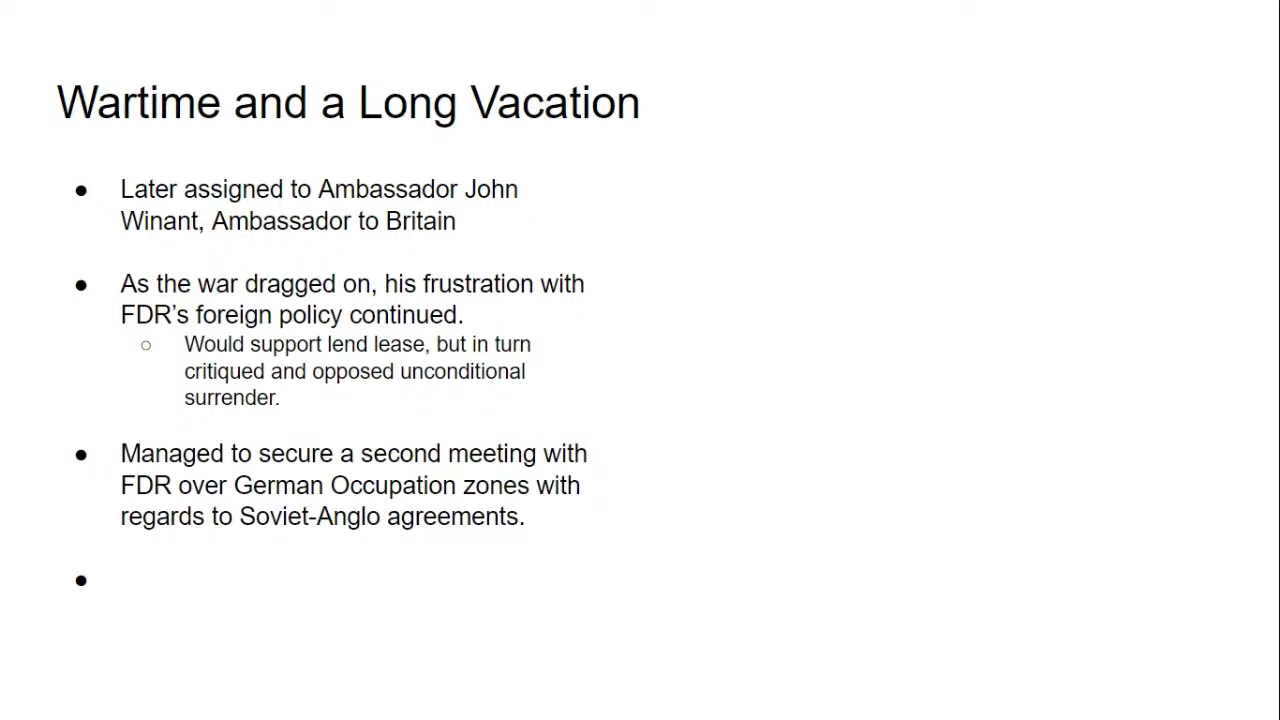 Wartime and a Long Vacation
● Later assigned to Ambassador John
Winant, Ambassador to Britain
● As the war dragged on, his frustration with
FDR’s foreign policy continued.
○ Would support lend lease, but in turn
critiqued and opposed unconditional
surrender.
● Managed to secure a second meeting with
FDR over German Occupation zones with
regards to Soviet-Anglo agreements.
●